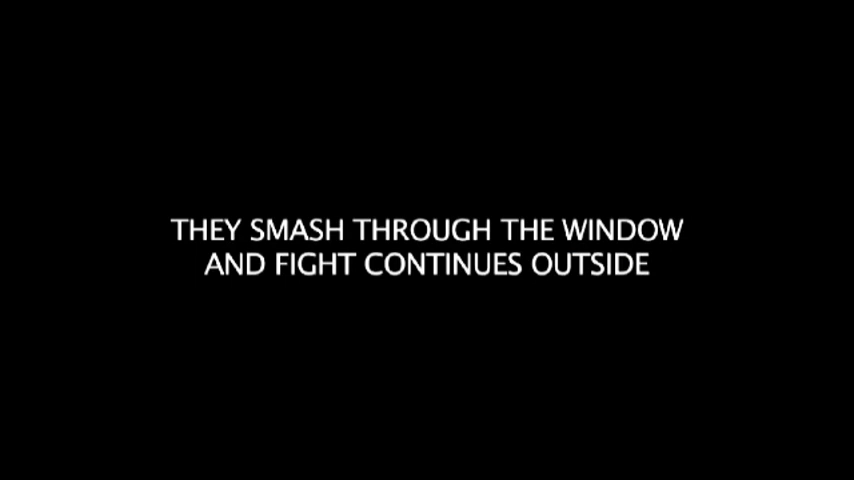 THEY SMASH THROUGH THE WINDOW
AND FIGHT CONTINUES OUTSIDE